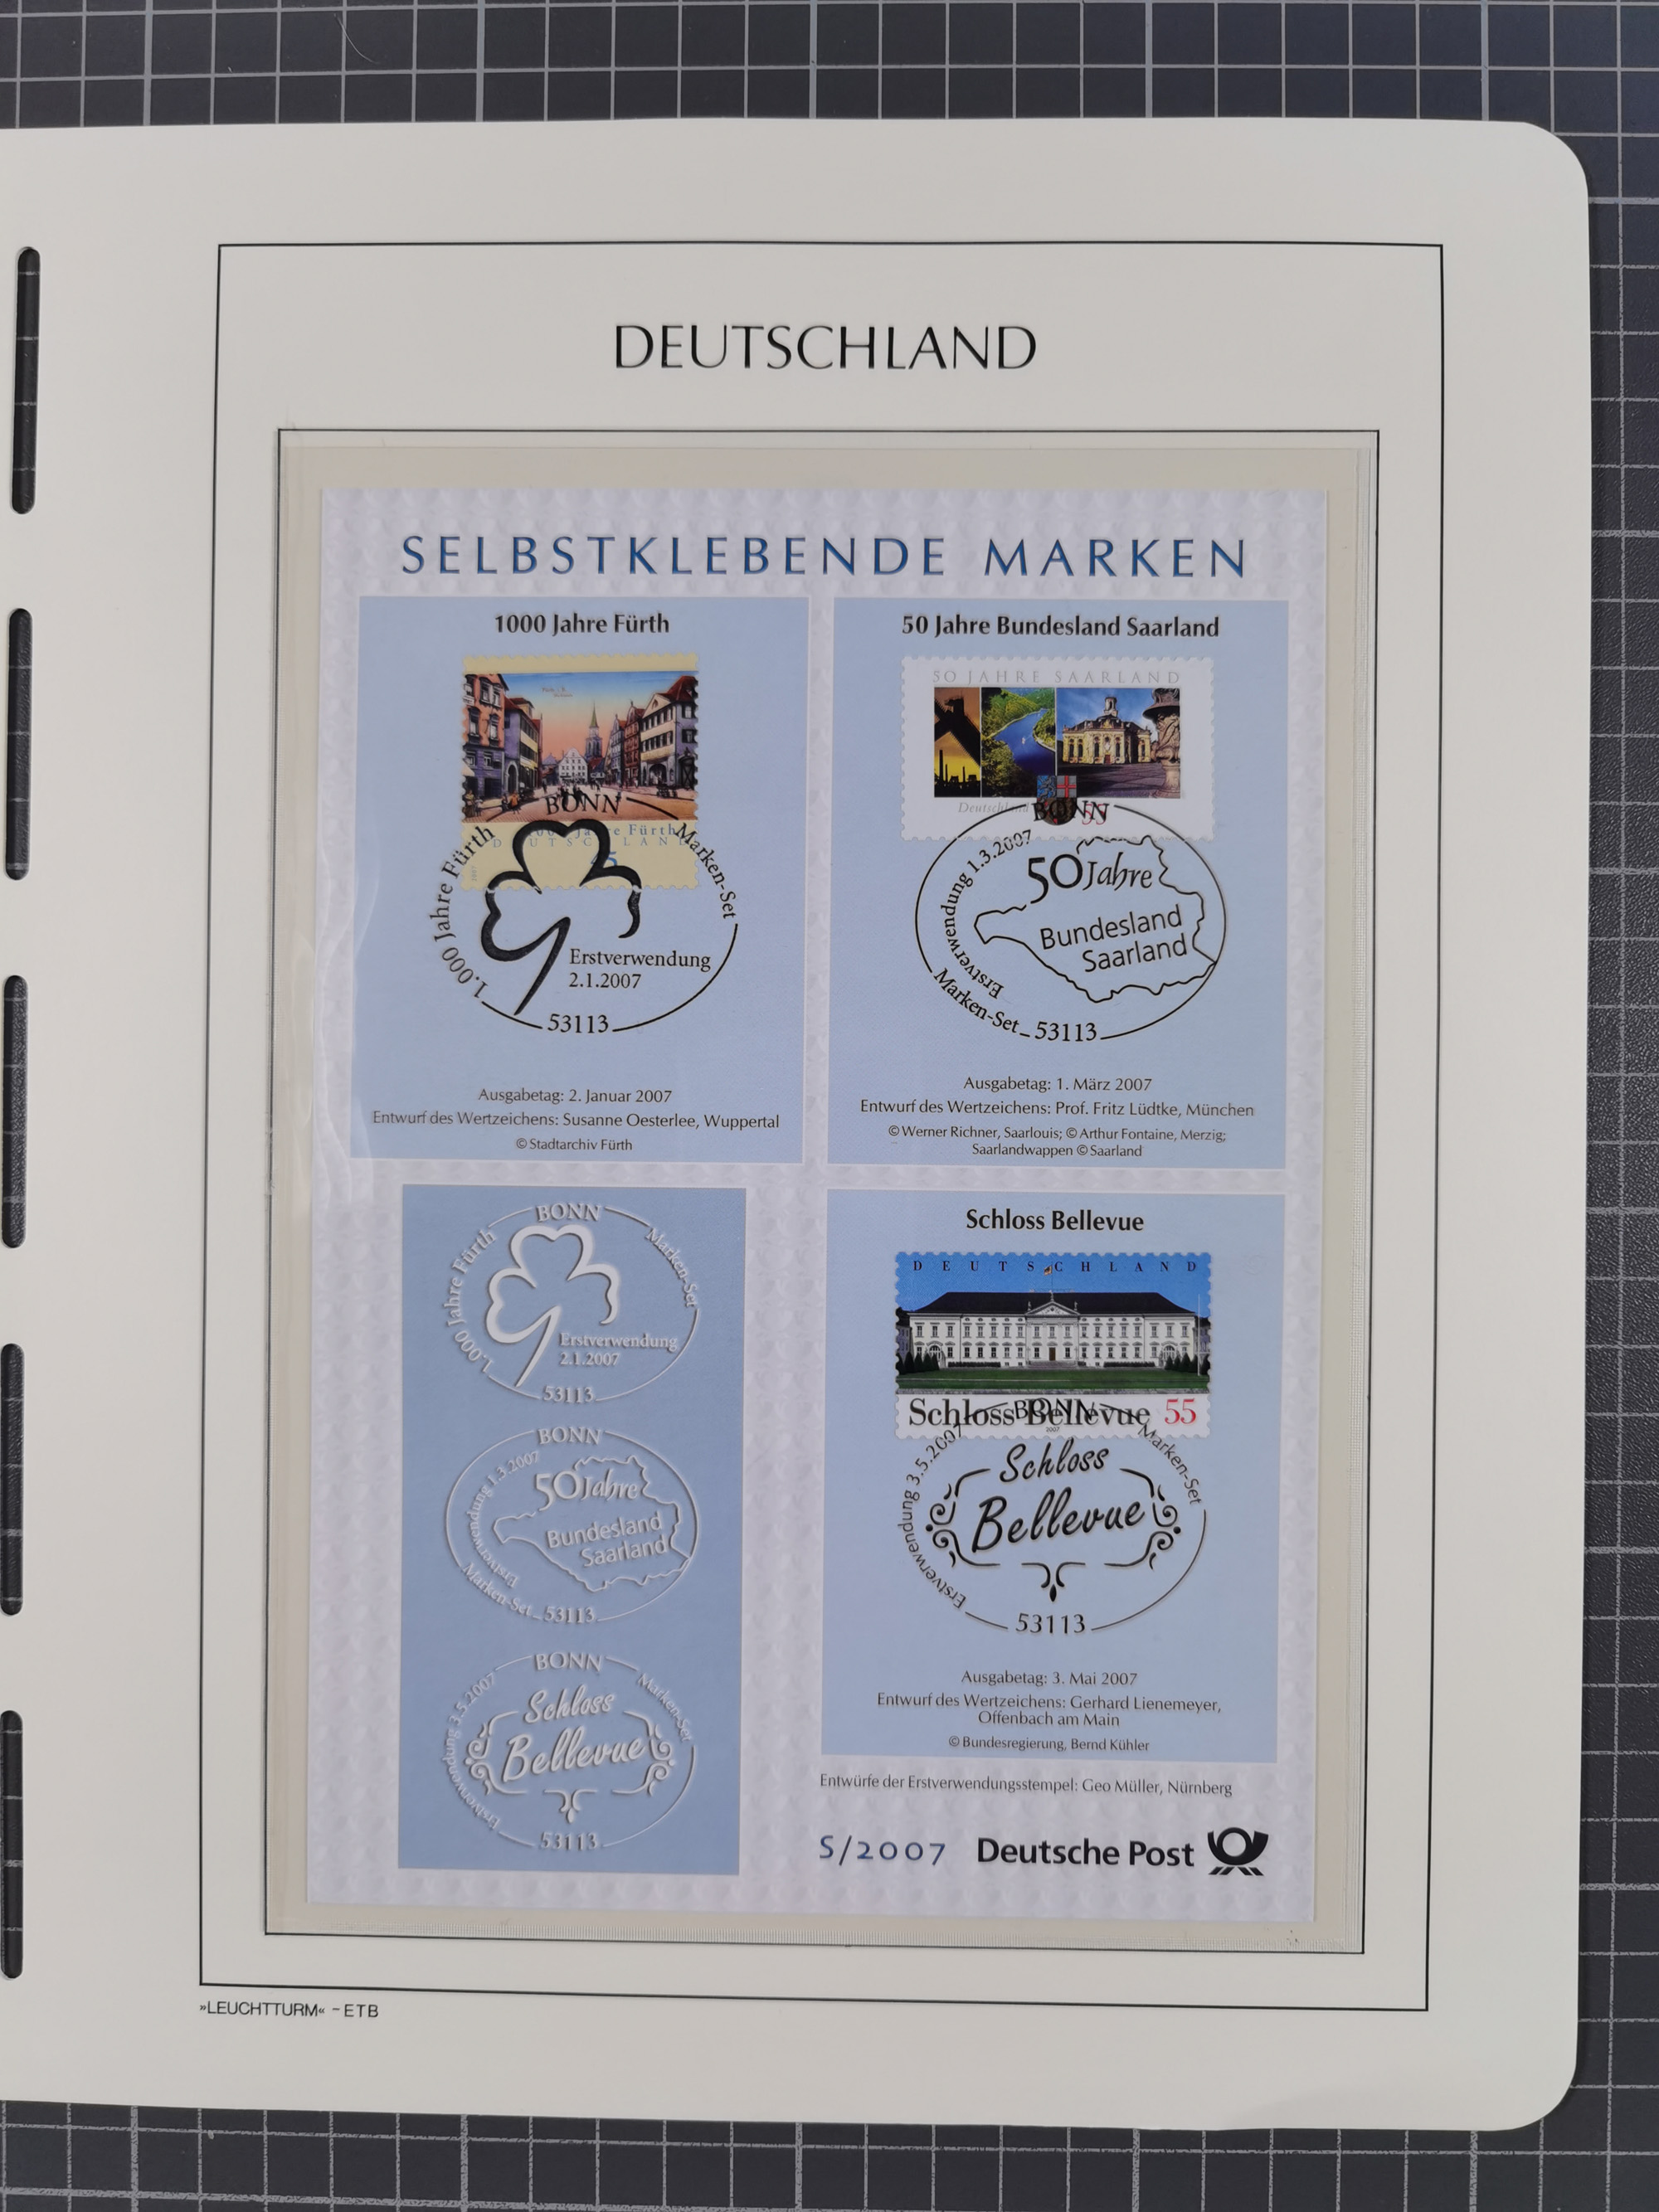 DEUTSCHLAND
SELBSTKLEBENDE MARKEN
1000 Jahre Fürth
DEUTSCHLAND
BONN
1.000 Jahre Fürth
Marken-Set
Erstverwendung
2.1.2007
53113
Ausgabetag: 2. Januar 2007
Entwurf des Wertzeichens: Susanne Oesterlee, Wuppertal
© Stadtarchiv Fürth
50 Jahre Bundesland Saarland
50 JAHRE SAARLAND
Deutschland
55
BONN
Erstverwendung 1.3.2007
50 Jahre
Bundesland
Saarland
Marken-Set
53113
Ausgabetag: 1. März 2007
Entwurf des Wertzeichens: Prof. Fritz Lüdtke, München
© Werner Richner, Saarlouis; © Arthur Fontaine, Merzig;
Saarlandwappen © Saarland
BONN
1.000 Jahre Fürth
Marken-Set
Erstverwendung
2.1.2007
53113
BONN
Erstverwendung 1.3.2007
50 Jahre
Bundesland
Saarland
Marken-Set
53113
BONN
Erstverwendung 3.5.2007
Marken-Set
Schloss
Bellevue
53113
Schloss Bellevue
DEUTSCHLAND
Schloss Bellevue 55
2007
BONN
Erstverwendung 3.5.2007
Marken-Set
Schloss
Bellevue
53113
Ausgabetag: 3. Mai 2007
Entwurf des Wertzeichens: Gerhard Lienemeyer,
Offenbach am Main
© Bundesregierung, Bernd Kühler
Entwürfe der Erstverwendungsstempel: Geo Müller, Nürnberg
S/2007 Deutsche Post
»LEUCHTTURM« - ETB